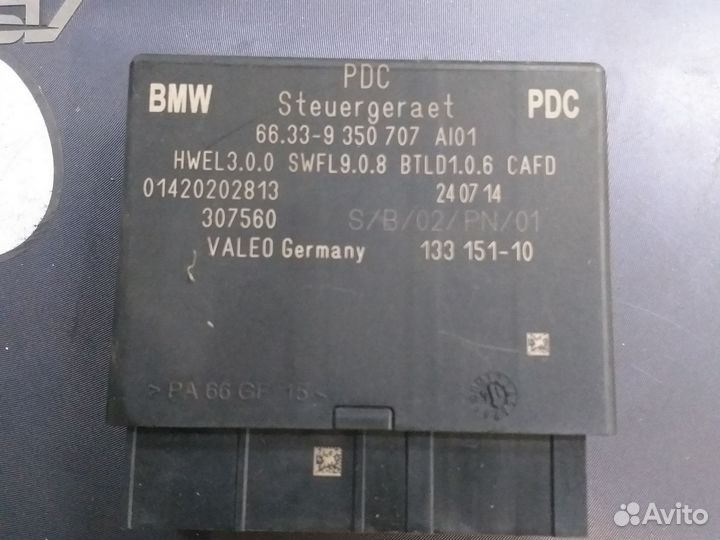 PDC
BMW Steuergeraet PDC
66.33-9 350 707 AI01
HWEL3.0.0 SWFL9.0.8 BTLD1.0.6 CAFD
01420202813 24 07 14
307560 S/B/02/PN/01
VALEO Germany 133 151-10
>PA 66 GF 15<
Avito